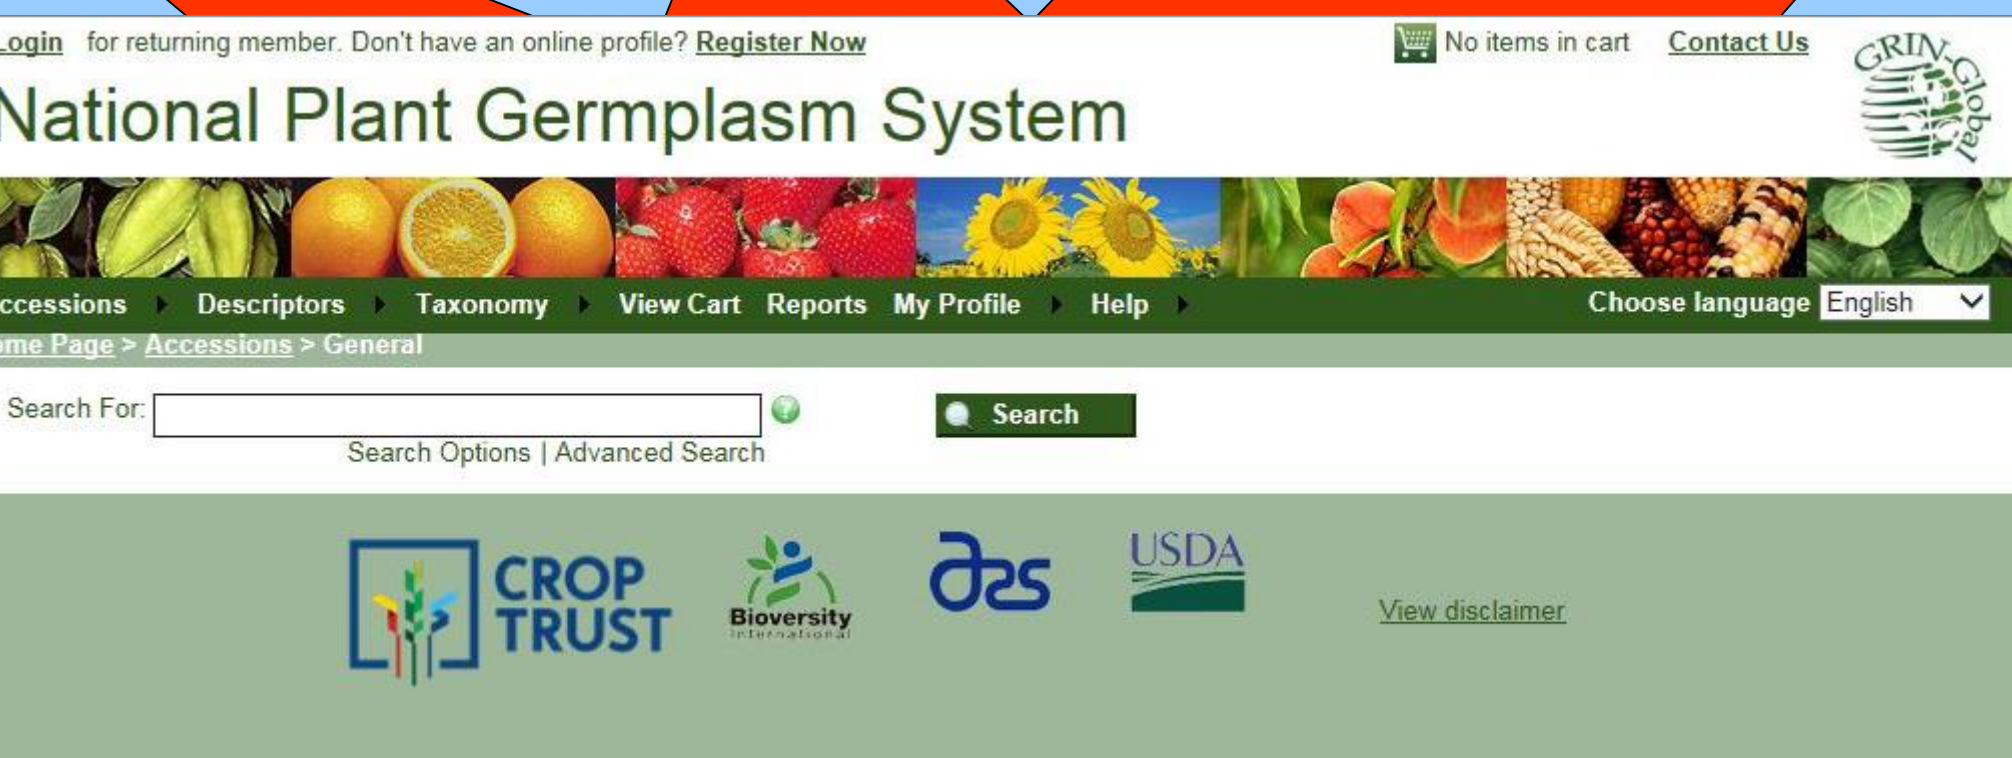 Login for returning member. Don't have an online profile? Register Now
No items in cart Contact Us
GRIN-Global
National Plant Germplasm System
ccessions Descriptors Taxonomy View Cart Reports My Profile Help
Choose language English
ome Page > Accessions > General
Search For:
Search
Search Options | Advanced Search
CROP
TRUST
Bioversity
International
ars
USDA
View disclaimer